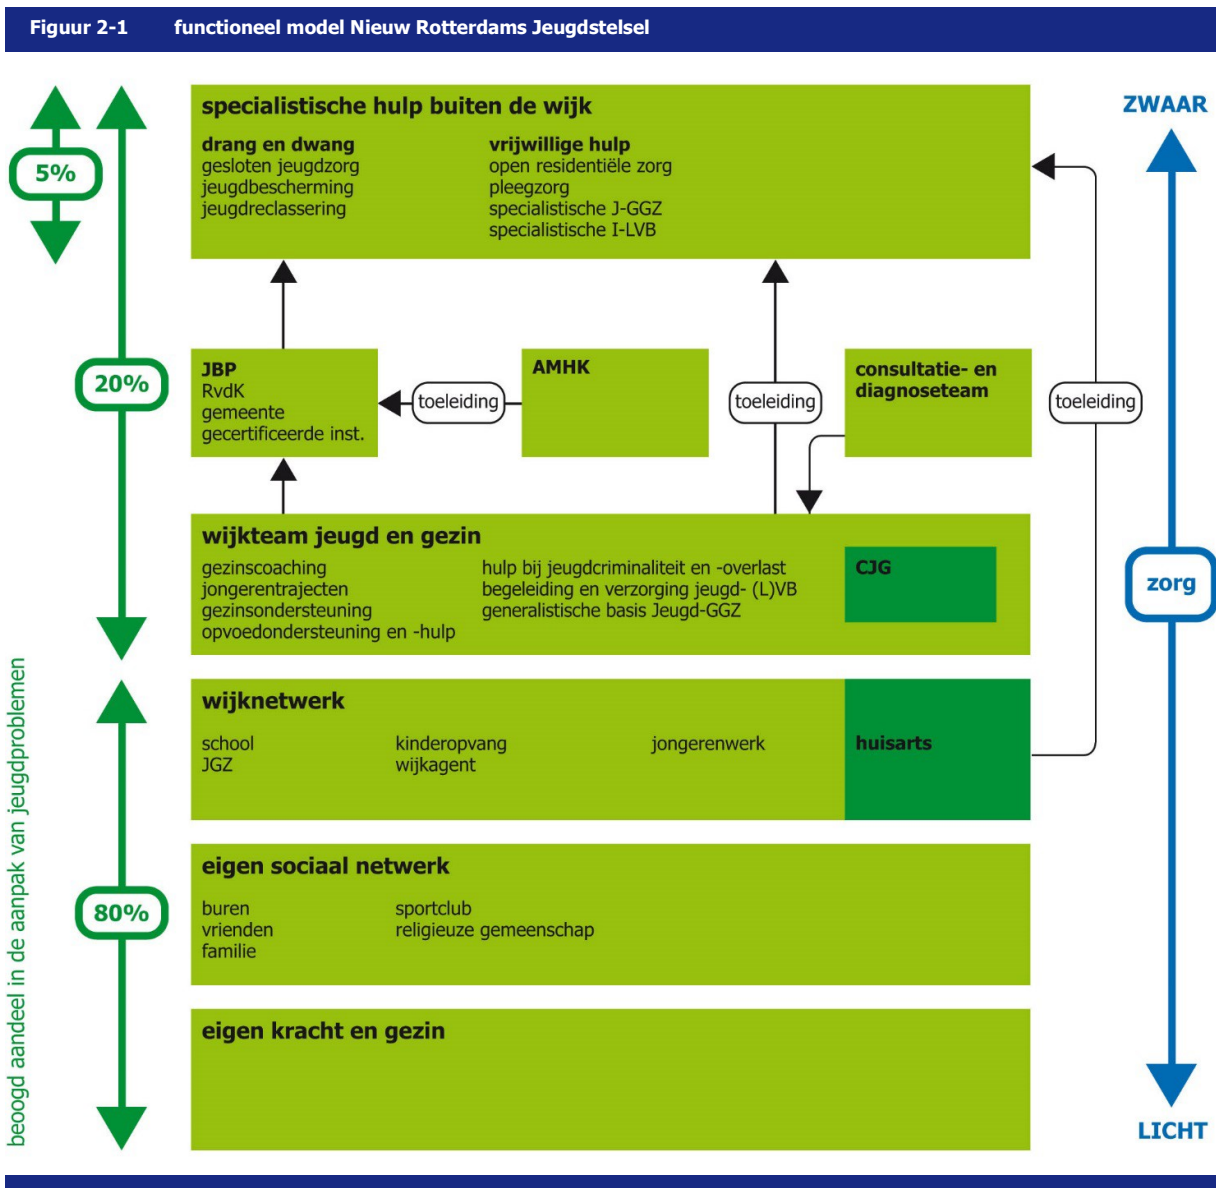 Figuur 2-1 functioneel model Nieuw Rotterdams Jeugdstelsel
specialistische hulp buiten de wijk
drang en dwang
gesloten jeugdzorg
jeugdbescherming
jeugdreclassering
vrijwillige hulp
open residentiële zorg
pleegzorg
specialistische J-GGZ
specialistische I-LVB
ZWAAR
5%
20%
JBP
RvdK
gemeente
gecertificeerde inst.
toeleiding
AMHK
toeleiding
consultatie- en
diagnoseteam
toeleiding
wijkteam jeugd en gezin
gezinscoaching
jongerentrajecten
gezinsondersteuning
opvoedondersteuning en -hulp
hulp bij jeugdcriminaliteit en -overlast
begeleiding en verzorging jeugd- (L)VB
generalistische basis Jeugd-GGZ
CJG
zorg
wijknetwerk
school
JGZ
kinderopvang
wijkagent
jongerenwerk
huisarts
eigen sociaal netwerk
buren
vrienden
familie
sportclub
religieuze gemeenschap
80%
beoogd aandeel in de aanpak van jeugdproblemen
eigen kracht en gezin
LICHT